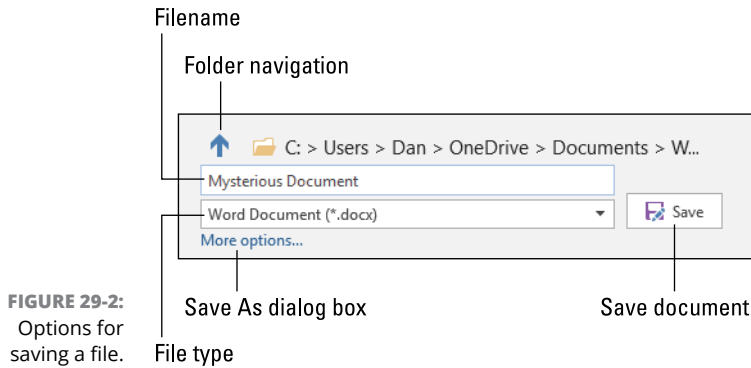 Filename
Folder navigation
C: > Users > Dan > OneDrive > Documents > W...
Mysterious Document
Word Document (*.docx)
Save
More options...
Save As dialog box
Save document
File type
FIGURE 29-2:
Options for
saving a file.